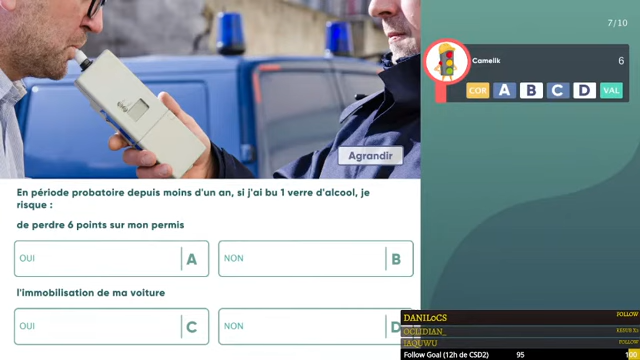 7/10
Camelik
6
COR A B C D VAL
Agrandir
En période probatoire depuis moins d'un an, si j'ai bu 1 verre d'alcool, je
risque :
de perdre 6 points sur mon permis
OUI A NON B
l'immobilisation de ma voiture
OUI C NON D
DANILoCS FOLLOW
OCLIDIAN_
IAQUWU FOLLOW
Follow Goal (12h de CSD2) 95 100